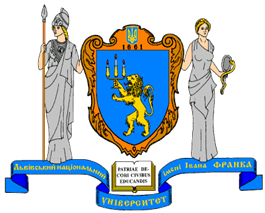 1661
PATRIAE DE-
CORI CIVIBUS
EDUCANDIS
Львівський національний
університет
імені Івана Франка